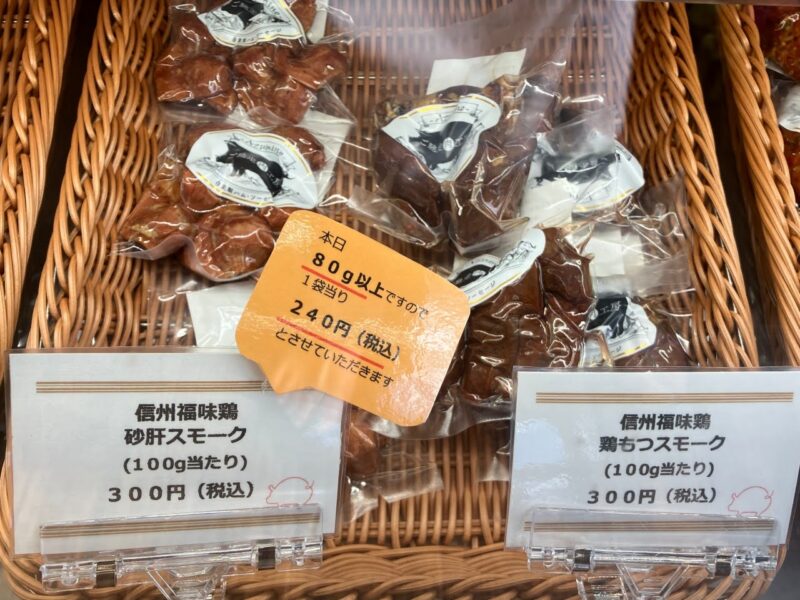 本日
80g以上ですので
1袋当り
240円(税込)
とさせていただきます
信州福味鶏
砂肝スモーク
(100g当たり)
300円(税込)
信州福味鶏
鶏もつスモーク
(100g当たり)
300円(税込)